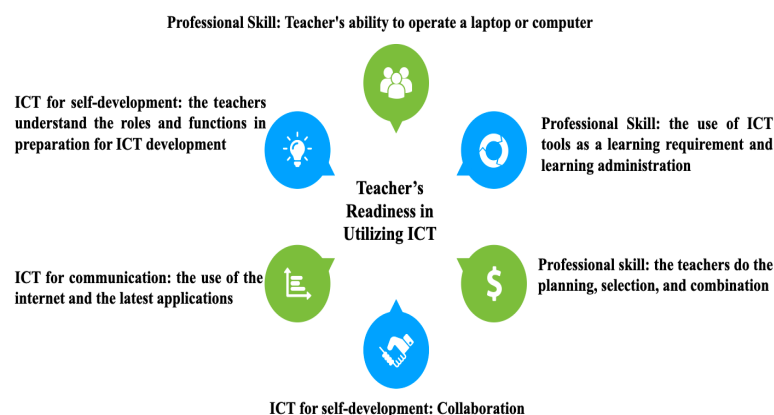 Professional Skill: Teacher's ability to operate a laptop or computer
ICT for self-development: the teachers
understand the roles and functions in
preparation for ICT development
Professional Skill: the use of ICT
tools as a learning requirement and
learning administration
Teacher’s
Readiness in
Utilizing ICT
ICT for communication: the use of the
internet and the latest applications
Professional skill: the teachers do the
planning, selection, and combination
$
ICT for self-development: Collaboration